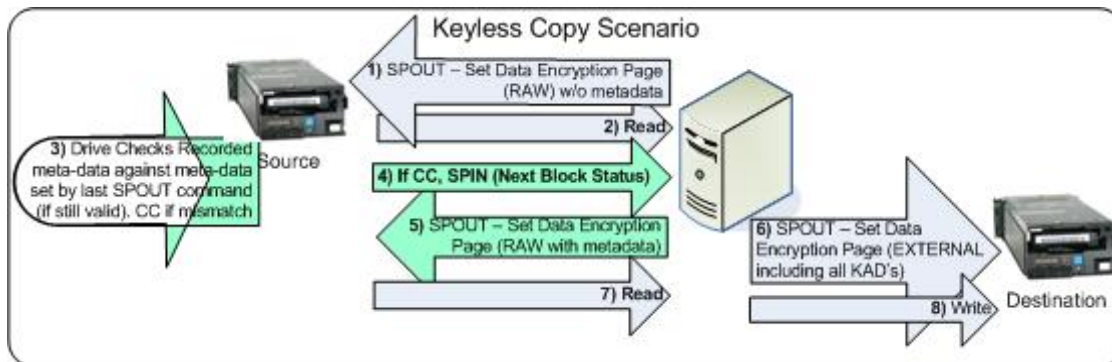 Keyless Copy Scenario
1) SPOUT – Set Data Encryption Page
(RAW) w/o metadata
2) Read
Source
3) Drive Checks Recorded
meta-data against meta-data
set by last SPOUT command
(if still valid). CC if mismatch
4) If CC, SPIN (Next Block Status)
5) SPOUT – Set Data Encryption
Page (RAW with metadata)
6) SPOUT – Set Data
Encryption Page (EXTERNAL
including all KAD's)
7) Read
8) Write
Destination